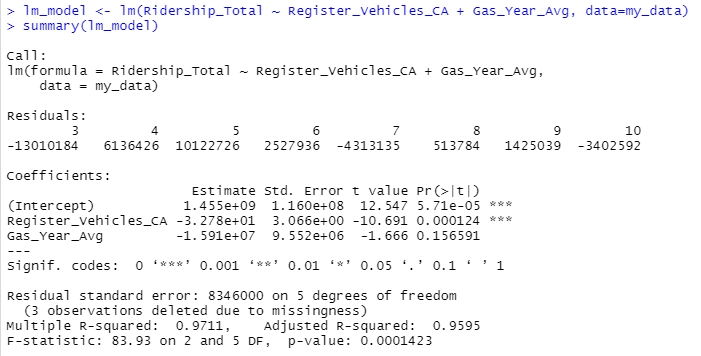 > lm_model <- lm(Ridership_Total ~ Register_Vehicles_CA + Gas_Year_Avg, data=my_data)
> summary(lm_model)

Call:
lm(formula = Ridership_Total ~ Register_Vehicles_CA + Gas_Year_Avg,
    data = my_data)

Residuals:
        3         4         5         6         7         8         9        10
-13010184   6136426  10122726   2527936  -4313135    513784   1425039  -3402592

Coefficients:
                       Estimate Std. Error t value Pr(>|t|)
(Intercept)           1.455e+09  1.160e+08  12.547 5.71e-05 ***
Register_Vehicles_CA -3.278e+01  3.066e+00 -10.691 0.000124 ***
Gas_Year_Avg         -1.591e+07  9.552e+06  -1.666 0.156591
---
Signif. codes:  0 ‘***’ 0.001 ‘**’ 0.01 ‘*’ 0.05 ‘.’ 0.1 ‘ ’ 1

Residual standard error: 8346000 on 5 degrees of freedom
  (3 observations deleted due to missingness)
Multiple R-squared:  0.9711,    Adjusted R-squared:  0.9595
F-statistic: 83.93 on 2 and 5 DF,  p-value: 0.0001423